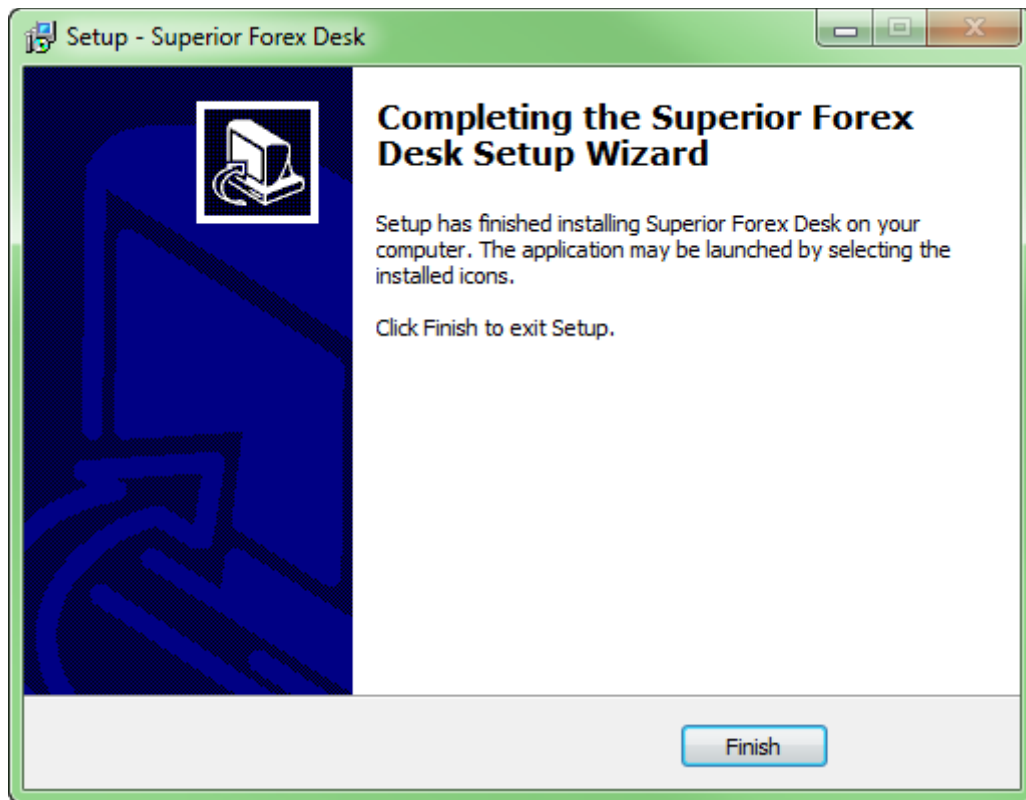 Setup - Superior Forex Desk
Completing the Superior Forex
Desk Setup Wizard
Setup has finished installing Superior Forex Desk on your
computer. The application may be launched by selecting the
installed icons.
Click Finish to exit Setup.
Finish